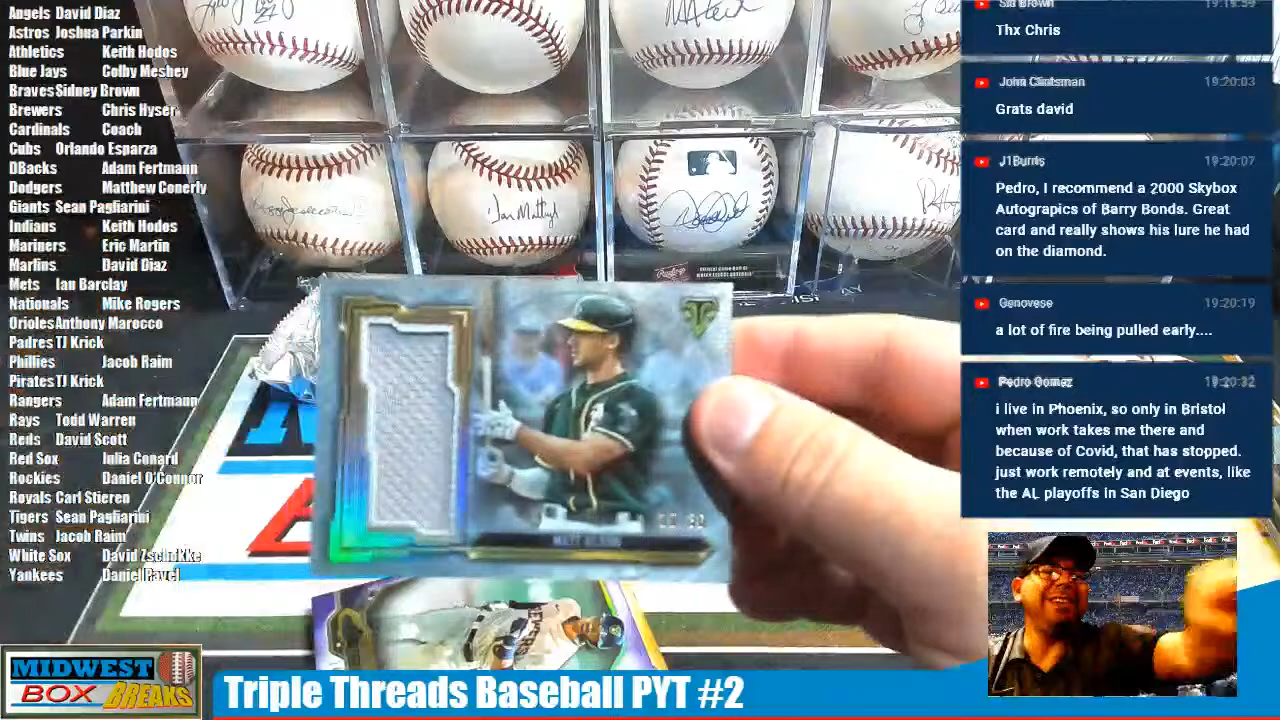 Angels David Diaz
Astros Joshua Parkin
Athletics Keith Hodos
Blue Jays Colby Meshey
Braves Sidney Brown
Brewers Chris Hyser
Cardinals Coach
Cubs Orlando Esparza
DBacks Adam Fertmann
Dodgers Matthew Conerly
Giants Sean Pagliarini
Indians Keith Hodos
Mariners Eric Martin
Marlins David Diaz
Mets Ian Barclay
Nationals Mike Rogers
Orioles Anthony Marocco
Padres TJ Krick
Phillies Jacob Raim
Pirates TJ Krick
Rangers Adam Fertmann
Rays Todd Warren
Reds David Scott
Red Sox Julia Conard
Rockies Daniel O'Connor
Royals Carl Stieren
Tigers Sean Pagliarini
Twins Jacob Raim
White Sox David Zschokke
Yankees Daniel Pavel
MIDWEST
BOX BREAKS
Triple Threads Baseball PYT #2
Sid Brown 19:19:59
Thx Chris
John Clintsman 19:20:03
Grats david
J1Burris 19:20:07
Pedro, I recommend a 2000 Skybox
Autograpics of Barry Bonds. Great
card and really shows his lure he had
on the diamond.
Genovese 19:20:19
a lot of fire being pulled early....
Pedro Gomez 19:20:32
i live in Phoenix, so only in Bristol
when work takes me there and
because of Covid, that has stopped.
just work remotely and at events, like
the AL playoffs in San Diego